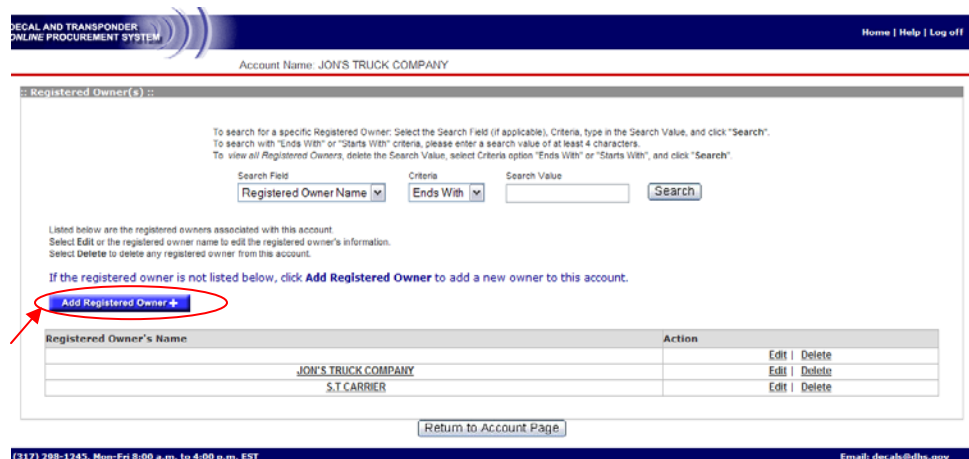 DECAL AND TRANSPONDER
ONLINE PROCUREMENT SYSTEM
Home | Help | Log off
Account Name: JON'S TRUCK COMPANY
:: Registered Owner(s) ::
To search for a specific Registered Owner: Select the Search Field (if applicable), Criteria, type in the Search Value, and click "Search".
To search with "Ends With" or "Starts With" criteria, please enter a search value of at least 4 characters.
To view all Registered Owners, delete the Search Value, select Criteria option "Ends With" or "Starts With", and click "Search".
Search Field Criteria Search Value
Registered Owner Name Ends With Search
Listed below are the registered owners associated with this account.
Select Edit or the registered owner name to edit the registered owner's information.
Select Delete to delete any registered owner from this account.
If the registered owner is not listed below, click Add Registered Owner to add a new owner to this account.
Add Registered Owner +
Registered Owner's Name Action
Edit | Delete
JON'S TRUCK COMPANY Edit | Delete
S.T CARRIER Edit | Delete
Return to Account Page
(317) 298-1245, Mon-Fri 8:00 a.m. to 4:00 p.m. EST Email: decals@dhs.gov